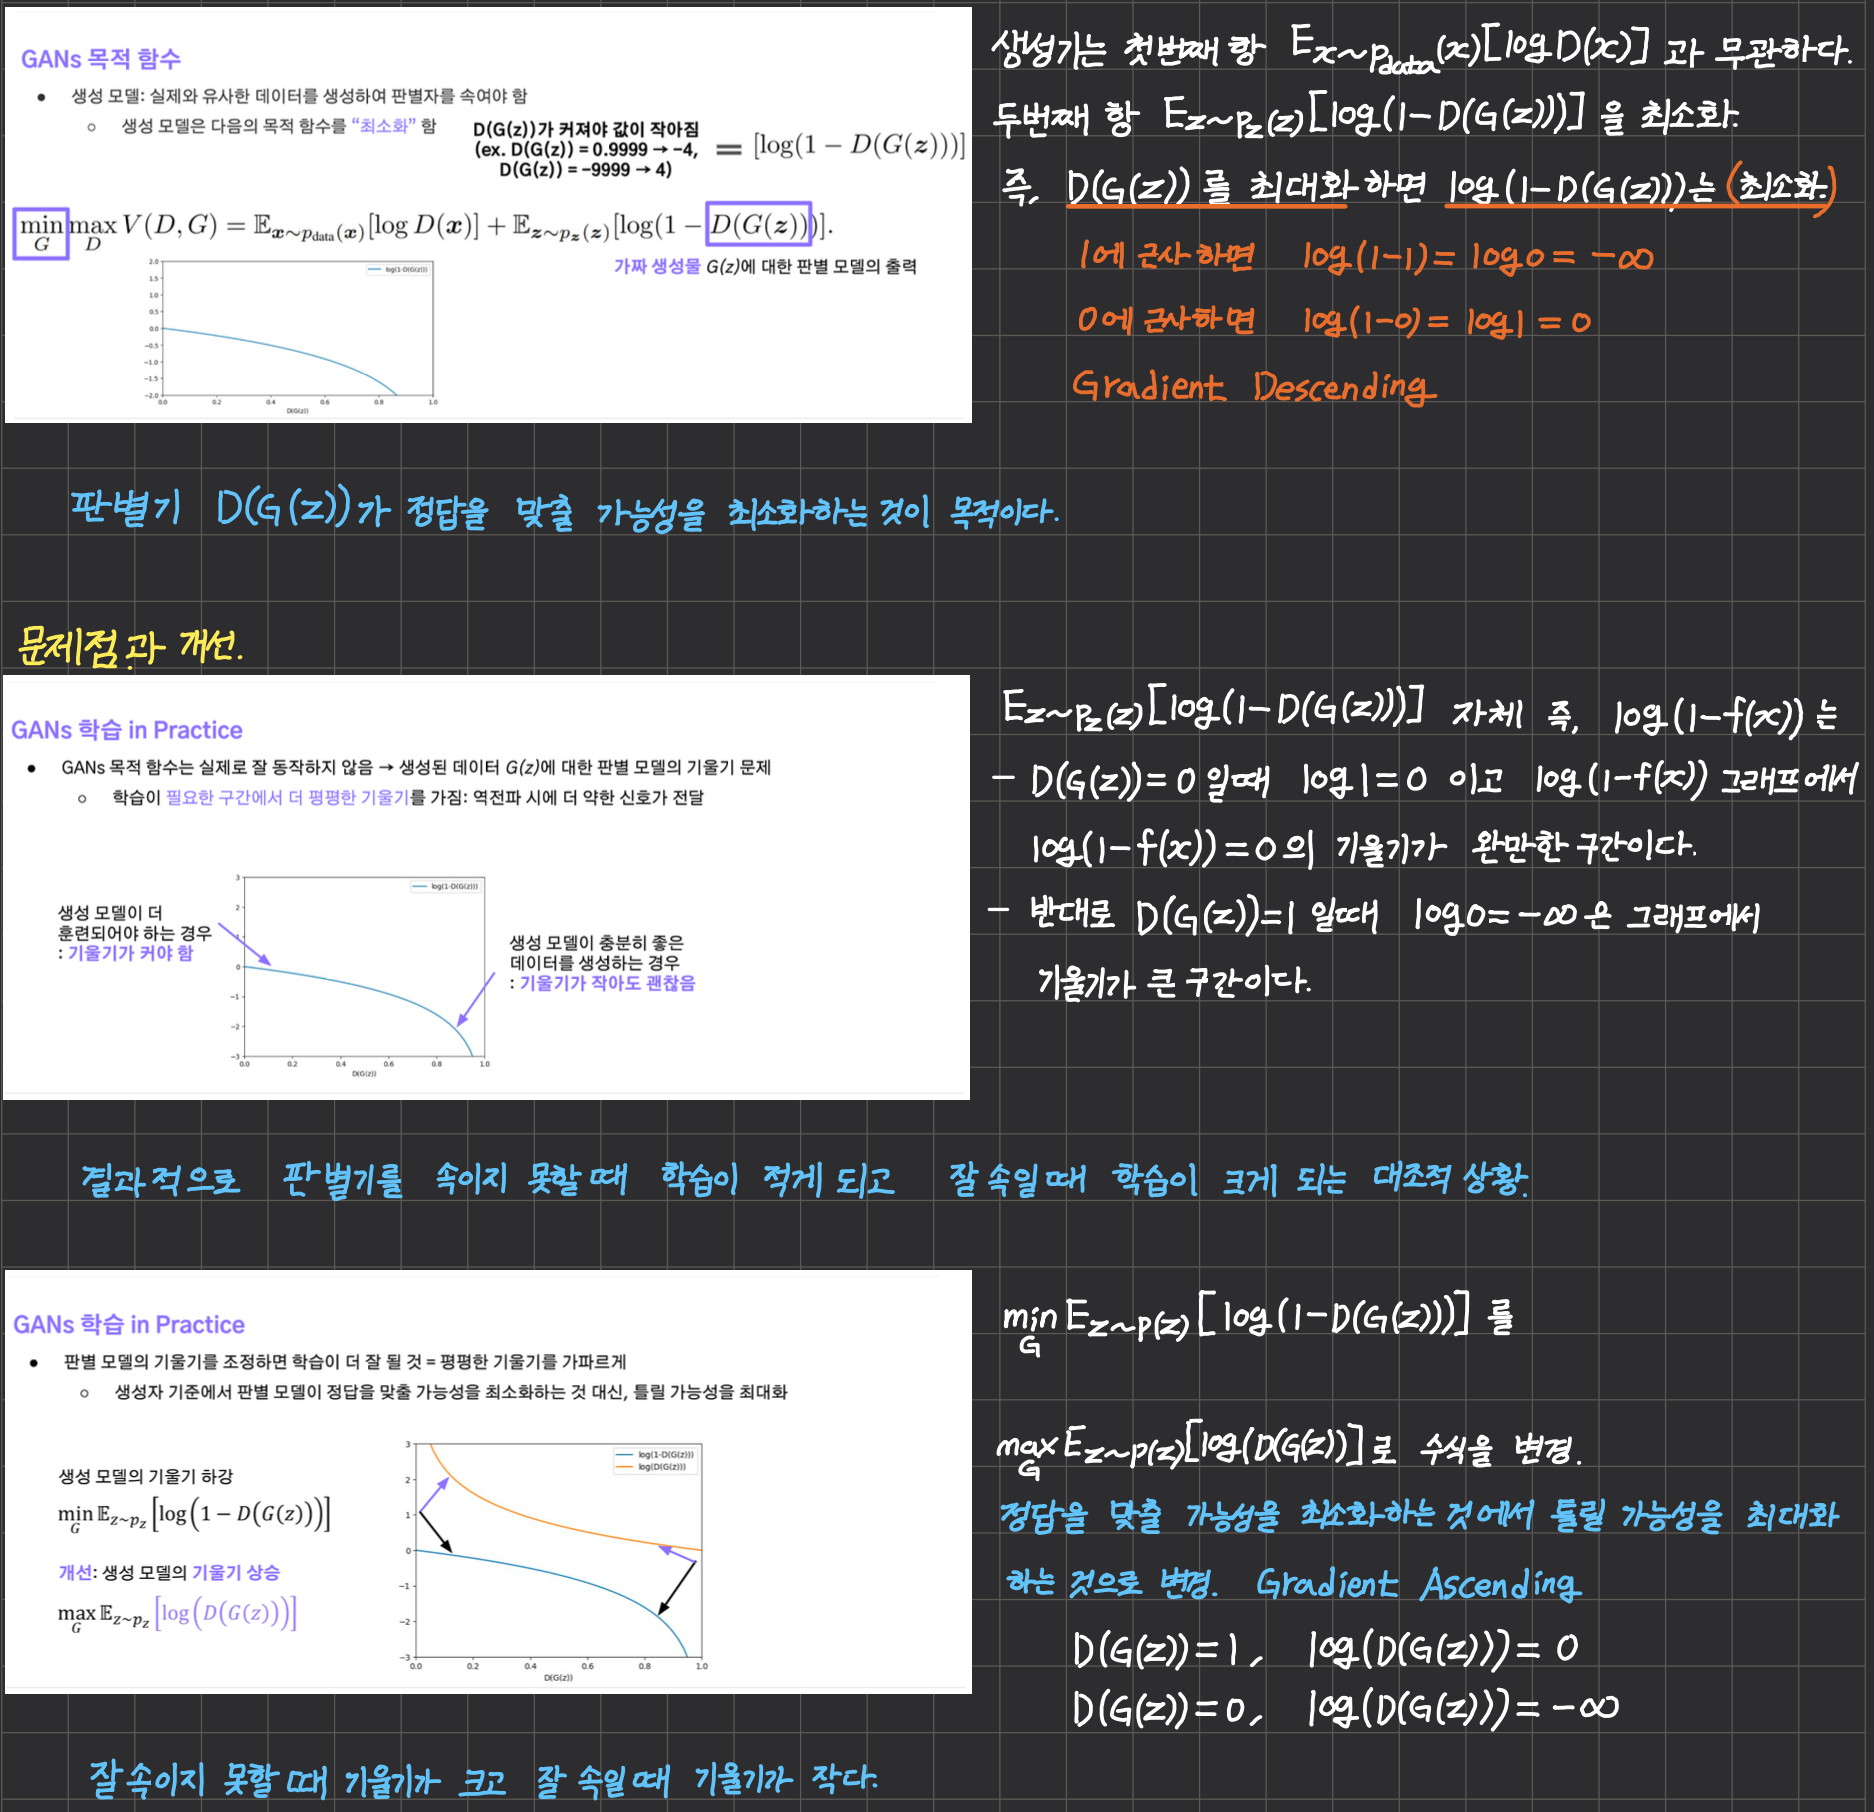 GANs 목적 함수
● 생성 모델: 실제와 유사한 데이터를 생성하여 판별자를 속여야 함
○ 생성 모델은 다음의 목적 함수를 “최소화” 함
D(G(z))가 커져야 값이 작아짐
(ex. D(G(z)) = 0.9999 → −4,
D(G(z)) = −9999 → 4)
= [log(1 − D(G(z)))]
min_G max_D V(D, G) = 𝔼_{x∼p_data(x)}[log D(x)] + 𝔼_{z∼p_z(z)}[log(1 − D(G(z)))].
가짜 생성물 G(z)에 대한 판별 모델의 출력
log(1-D(G(z)))
2.0
1.5
1.0
0.5
0.0
−0.5
−1.0
−1.5
−2.0
0.0 0.2 0.4 0.6 0.8 1.0
D(G(z))
생성기는 첫번째 항 E_{x~p_data}(x)[log D(x)] 과 무관하다.
두번째 항 E_{z~p_z}(z)[log(1-D(G(z)))] 을 최소화.
즉, D(G(z)) 를 최대화하면 log(1-D(G(z)))는 (최소화)
1에 근사하면 log(1-1) = log0 = -∞
0에 근사하면 log(1-0) = log1 = 0
Gradient Descending
판별기 D(G(z))가 정답을 맞출 가능성을 최소화하는 것이 목적이다.
문제점과 개선.
GANs 학습 in Practice
● GANs 목적 함수는 실제로 잘 동작하지 않음 → 생성된 데이터 G(z)에 대한 판별 모델의 기울기 문제
○ 학습이 필요한 구간에서 더 평평한 기울기를 가짐: 역전파 시에 더 약한 신호가 전달
생성 모델이 더
훈련되어야 하는 경우
: 기울기가 커야 함
log(1-D(G(z)))
3
2
1
0
−1
−2
−3
0.0 0.2 0.4 0.6 0.8 1.0
D(G(z))
생성 모델이 충분히 좋은
데이터를 생성하는 경우
: 기울기가 작아도 괜찮음
E_{z~p_z}(z)[log(1-D(G(z)))] 자체 즉, log(1-f(x)) 는
- D(G(z))=0 일때 log1=0 이고 log(1-f(x)) 그래프에서
log(1-f(x))=0의 기울기가 완만한 구간이다.
- 반대로 D(G(z))=1 일때 log0=-∞은 그래프에서
기울기가 큰 구간이다.
결과적으로 판별기를 속이지 못할때 학습이 적게 되고 잘 속일때 학습이 크게 되는 대조적 상황.
GANs 학습 in Practice
● 판별 모델의 기울기를 조정하면 학습이 더 잘 될 것 = 평평한 기울기를 가파르게
○ 생성자 기준에서 판별 모델이 정답을 맞출 가능성을 최소화하는 것 대신, 틀릴 가능성을 최대화
생성 모델의 기울기 하강
min_G 𝔼_{z~p_z}[log(1 − D(G(z)))]
개선: 생성 모델의 기울기 상승
max_G 𝔼_{z~p_z}[log(D(G(z)))]
log(1-D(G(z)))
log(D(G(z)))
3
2
1
0
−1
−2
−3
0.0 0.2 0.4 0.6 0.8 1.0
D(G(z))
min_G E_{z~p(z)}[log(1-D(G(z)))] 를
max_G E_{z~p(z)}[log(D(G(z))] 로 수식을 변경.
정답을 맞출 가능성을 최소화하는 것에서 틀릴 가능성을 최대화
하는 것으로 변경. Gradient Ascending
D(G(z))=1, log(D(G(z)))= 0
D(G(z))=0, log(D(G(z)))= -∞
잘 속이지 못할 때 기울기가 크고 잘 속일때 기울기가 작다.